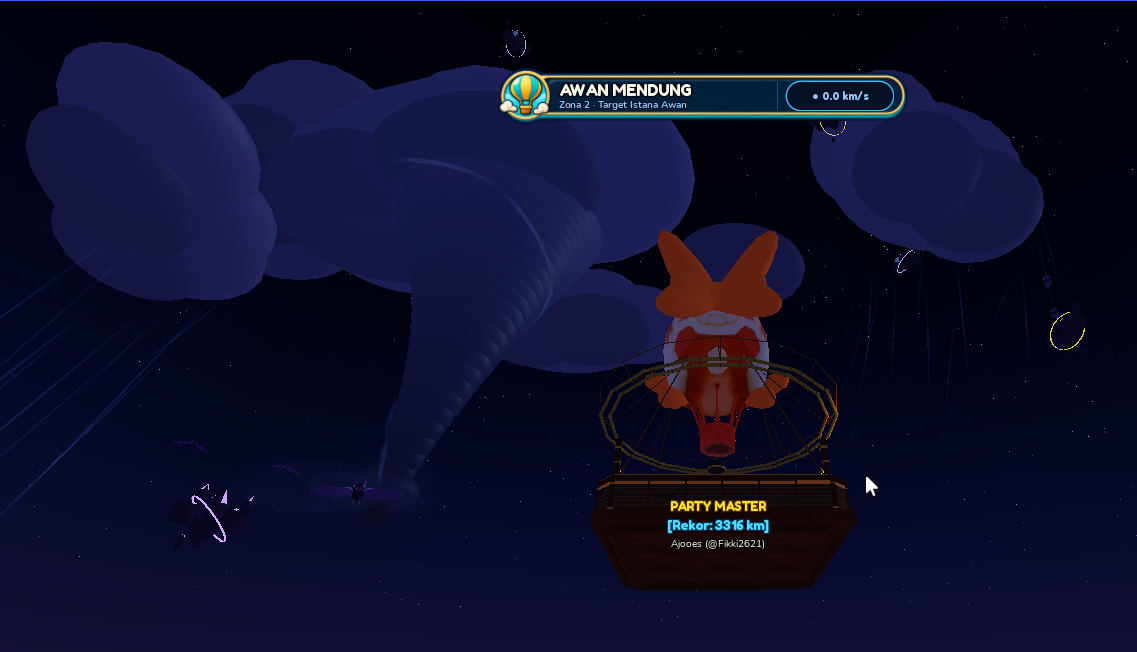 AWAN MENDUNG
Zona 2 · Target Istana Awan
• 0.0 km/s
PARTY MASTER
[Rekor: 3316 km]
Ajooes (@Fikki2621)